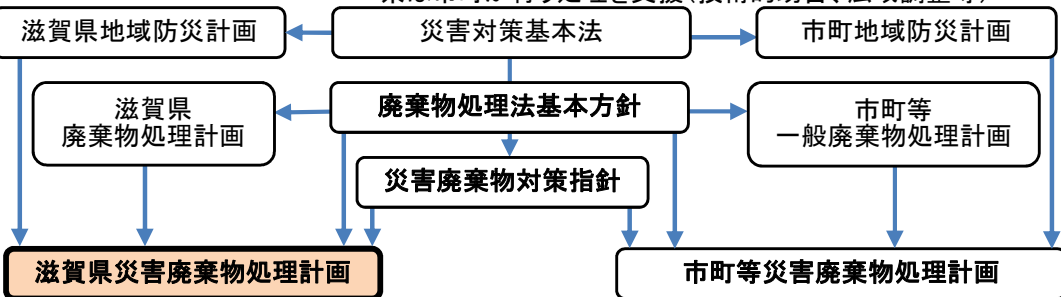 滋賀県地域防災計画
災害対策基本法
市町地域防災計画
滋賀県
廃棄物処理計画
廃棄物処理法基本方針
市町等
一般廃棄物処理計画
災害廃棄物対策指針
滋賀県災害廃棄物処理計画
市町等災害廃棄物処理計画